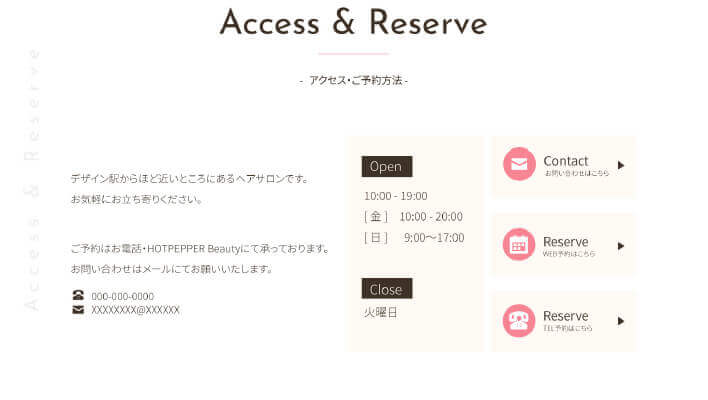 Access & Reserve
- アクセス・ご予約方法 -
Access & Reserve
デザイン駅からほど近いところにあるヘアサロンです。
お気軽にお立ち寄りください。
ご予約はお電話・HOTPEPPER Beautyにて承っております。
お問い合わせはメールにてお願いいたします。
000-000-0000
XXXXXXXX@XXXXXX
Open
10:00 - 19:00
[ 金 ] 10:00 - 20:00
[ 日 ] 9:00〜17:00
Close
火曜日
Contact
お問い合わせはこちら
Reserve
WEB予約はこちら
Reserve
TEL予約はこちら